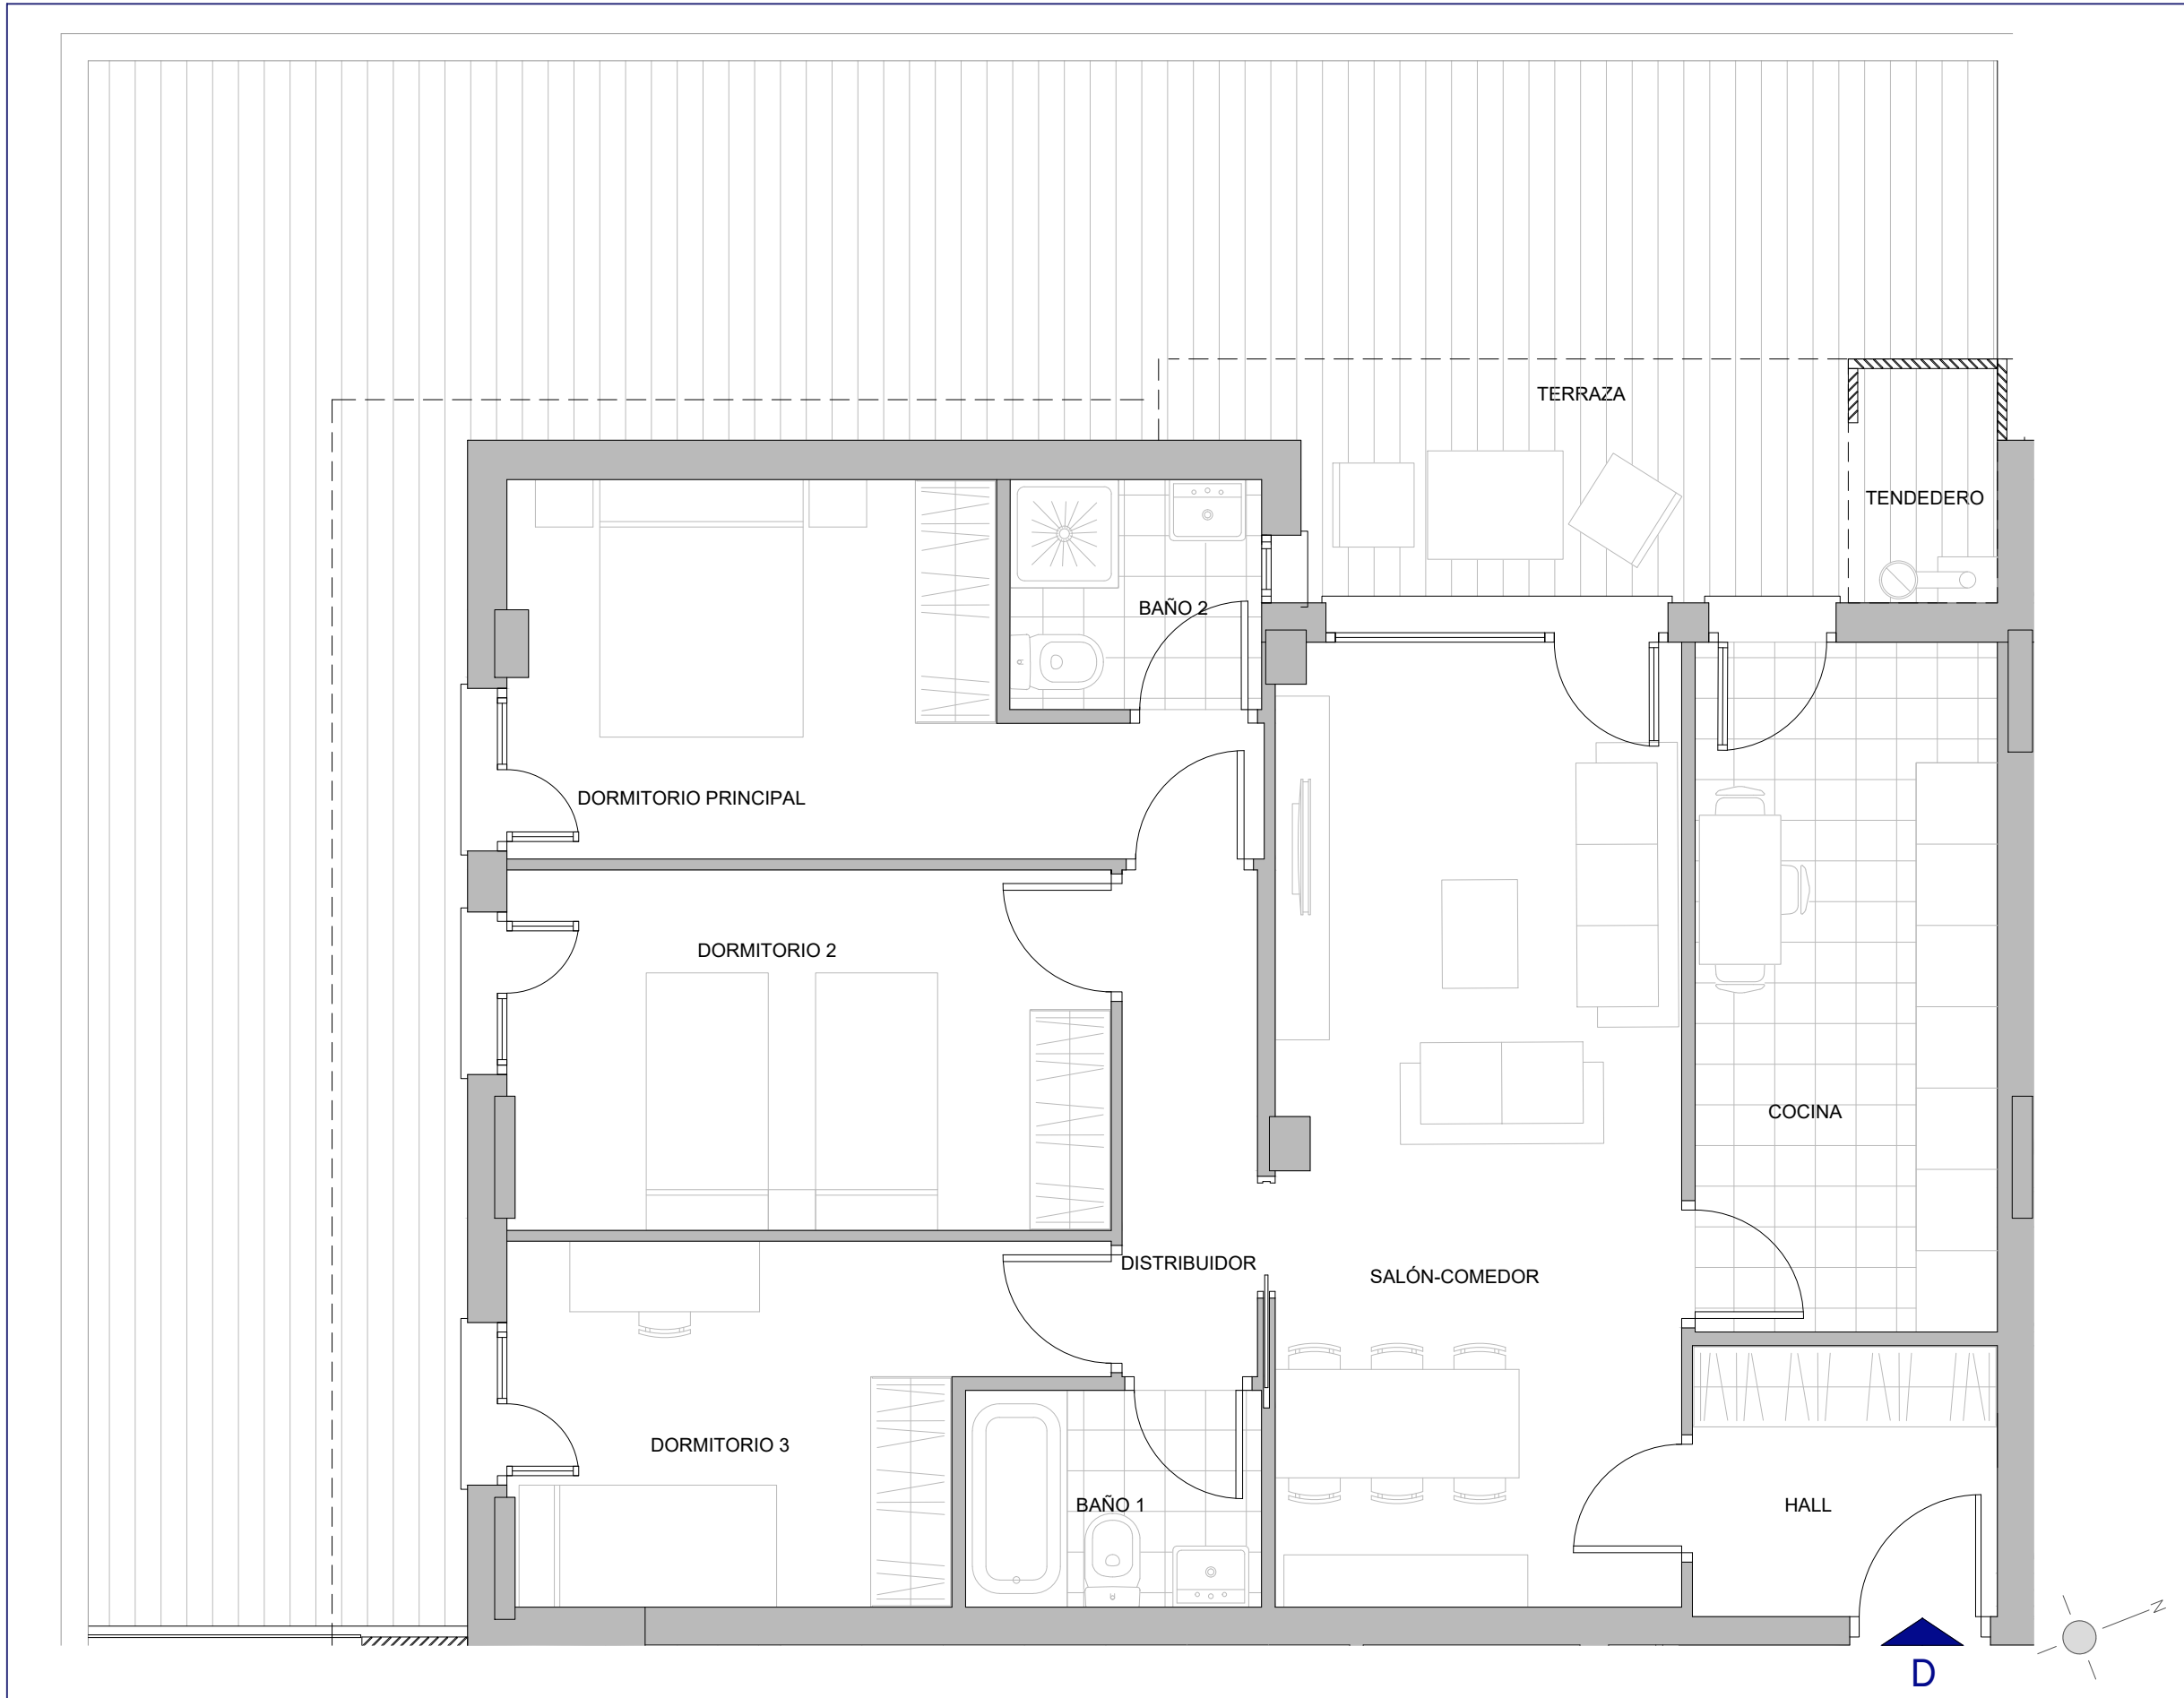 TERRAZA
TENDEDERO
BAÑO 2
DORMITORIO PRINCIPAL
DORMITORIO 2
COCINA
DISTRIBUIDOR
SALÓN-COMEDOR
DORMITORIO 3
BAÑO 1
HALL
N
D